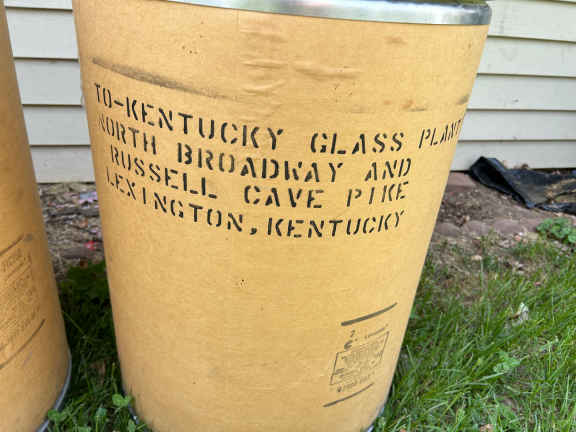 TO-KENTUCKY GLASS PLANT
NORTH BROADWAY AND
RUSSELL CAVE PIKE
LEXINGTON, KENTUCKY